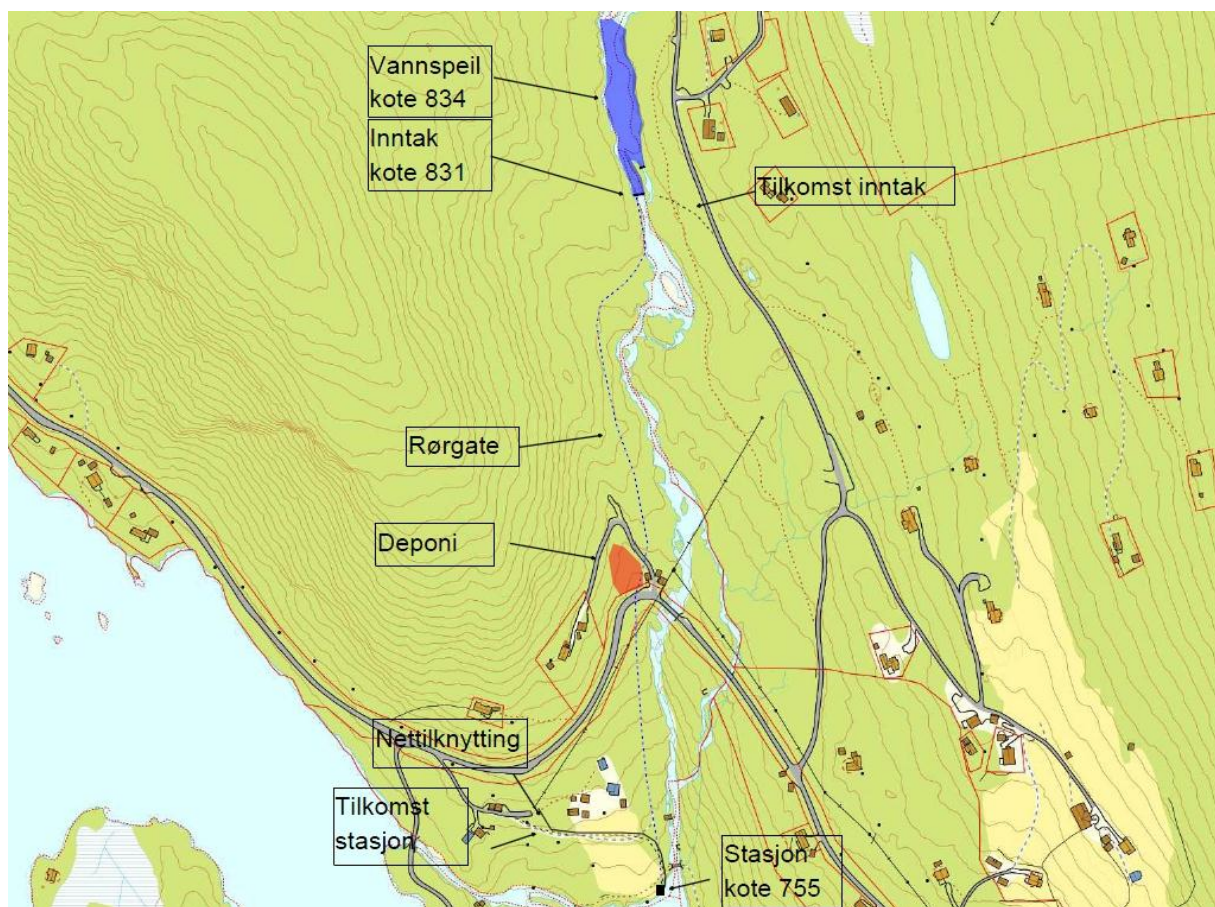 Vannspeil
kote 834
Inntak
kote 831
Tilkomst inntak
Rørgate
Deponi
Nettilknytting
Tilkomst
stasjon
Stasjon
kote 755